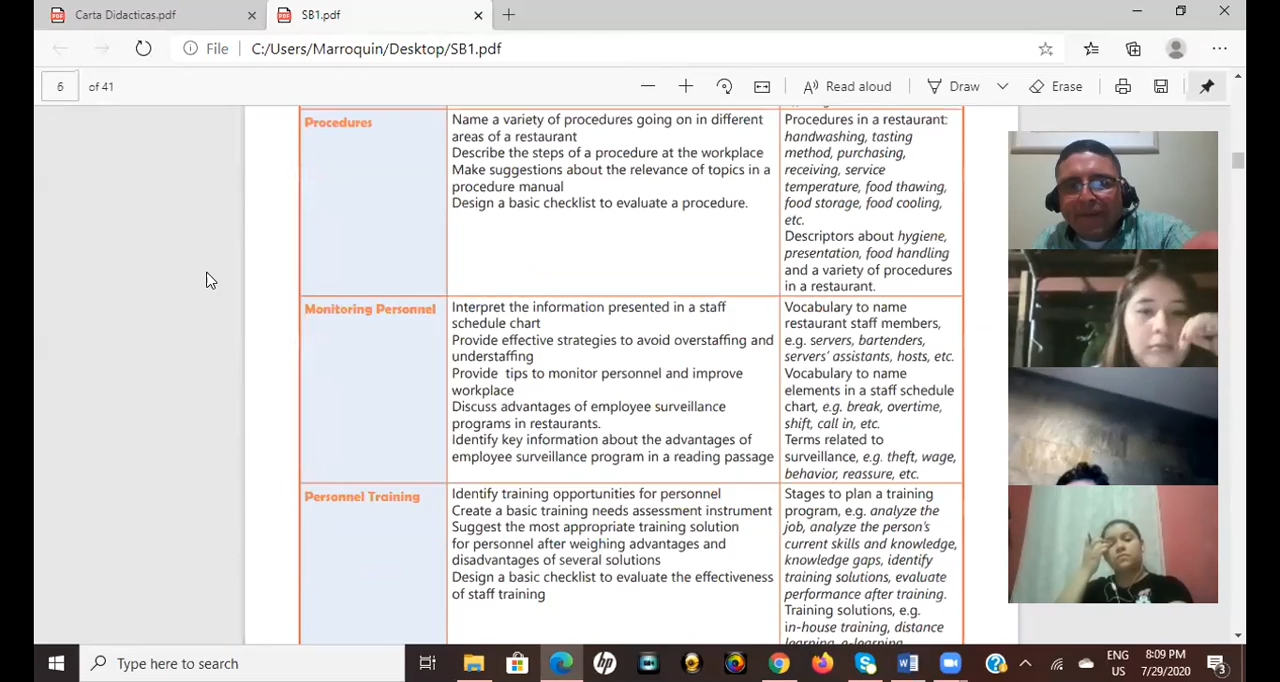 Carta Didacticas.pdf
SB1.pdf
File
C:/Users/Marroquin/Desktop/SB1.pdf
6
of 41
Read aloud
Draw
Erase
Procedures
Name a variety of procedures going on in different
areas of a restaurant
Describe the steps of a procedure at the workplace
Make suggestions about the relevance of topics in a
procedure manual
Design a basic checklist to evaluate a procedure.
Procedures in a restaurant:
handwashing, tasting
method, purchasing,
receiving, service
temperature, food thawing,
food storage, food cooling,
etc.
Descriptors about hygiene,
presentation, food handling
and a variety of procedures
in a restaurant.
Monitoring Personnel
Interpret the information presented in a staff
schedule chart
Provide effective strategies to avoid overstaffing and
understaffing
Provide tips to monitor personnel and improve
workplace
Discuss advantages of employee surveillance
programs in restaurants.
Identify key information about the advantages of
employee surveillance program in a reading passage
Vocabulary to name
restaurant staff members,
e.g. servers, bartenders,
servers' assistants, hosts, etc.
Vocabulary to name
elements in a staff schedule
chart, e.g. break, overtime,
shift, call in, etc.
Terms related to
surveillance, e.g. theft, wage,
behavior, reassure, etc.
Personnel Training
Identify training opportunities for personnel
Create a basic training needs assessment instrument
Suggest the most appropriate training solution
for personnel after weighing advantages and
disadvantages of several solutions
Design a basic checklist to evaluate the effectiveness
of staff training
Stages to plan a training
program, e.g. analyze the
job, analyze the person's
current skills and knowledge,
knowledge gaps, identify
training solutions, evaluate
performance after training.
Training solutions, e.g.
in-house training, distance
learning, e-learning
Type here to search
ENG
US
8:09 PM
7/29/2020
3